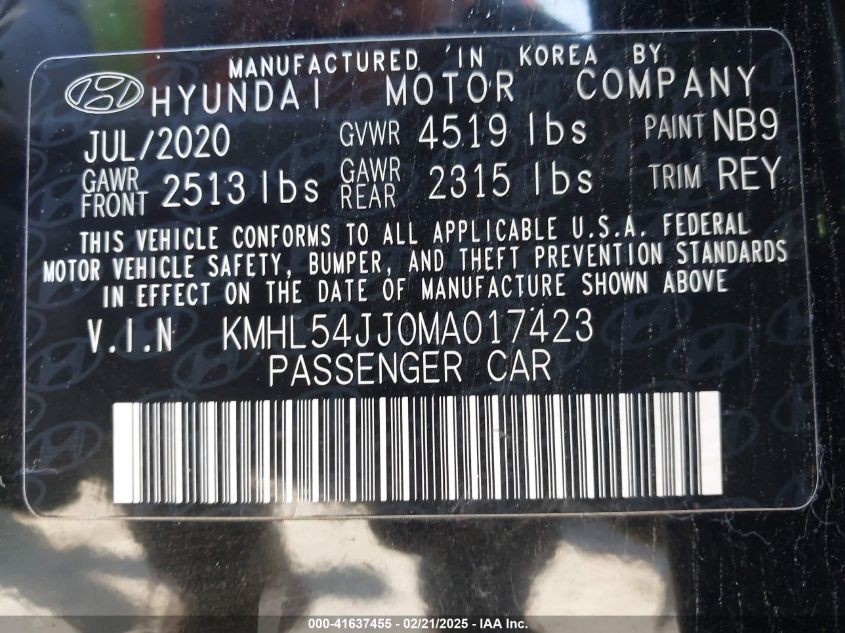 MANUFACTURED IN KOREA BY
HYUNDAI MOTOR COMPANY
JUL/2020 GVWR 4519 lbs PAINT NB9
GAWR FRONT 2513 lbs GAWR REAR 2315 lbs TRIM REY
THIS VEHICLE CONFORMS TO ALL APPLICABLE U.S.A. FEDERAL
MOTOR VEHICLE SAFETY, BUMPER, AND THEFT PREVENTION STANDARDS
IN EFFECT ON THE DATE OF MANUFACTURE SHOWN ABOVE
V.I.N KMHL54JJ0MA017423
PASSENGER CAR
000-41637455 - 02/21/2025 - IAA Inc.